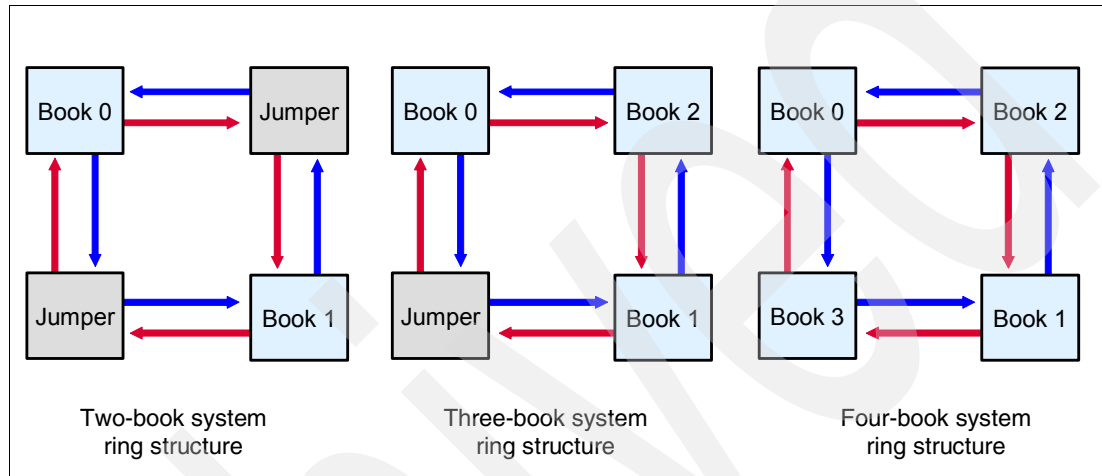 Book 0
Jumper
Jumper
Book 1
Two-book system
ring structure
Book 0
Book 2
Jumper
Book 1
Three-book system
ring structure
Book 0
Book 2
Book 3
Book 1
Four-book system
ring structure